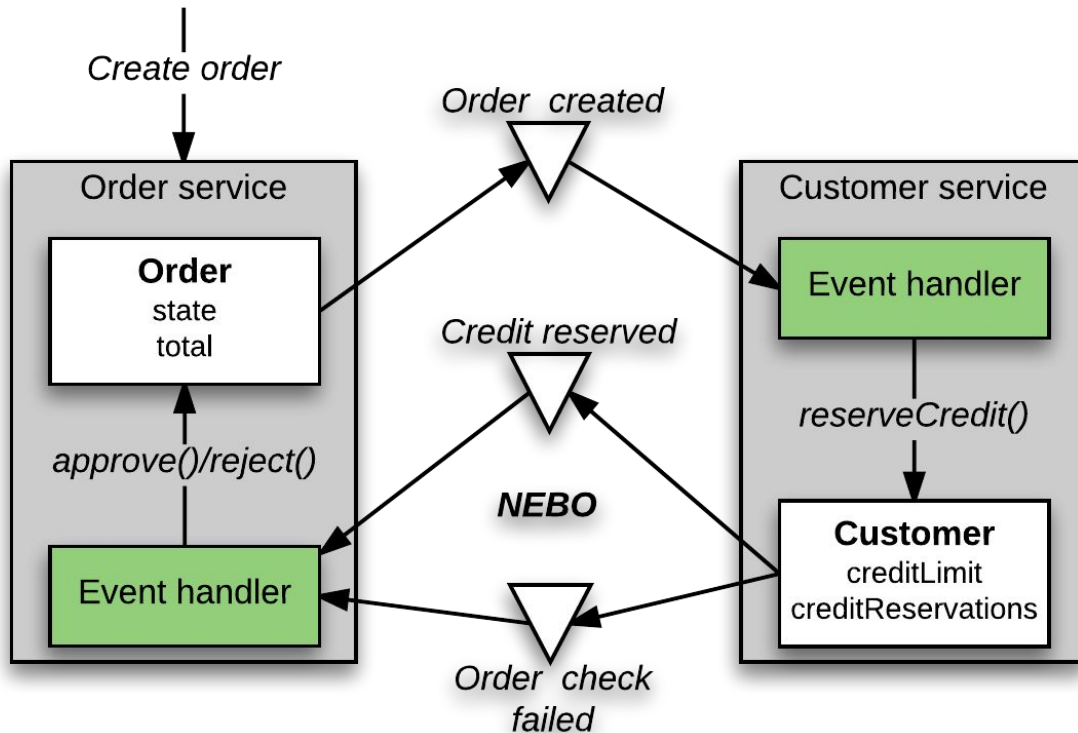 Create order
Order service
Order
state
total
approve()/reject()
Event handler
Order created
Credit reserved
NEBO
Order check
failed
Customer service
Event handler
reserveCredit()
Customer
creditLimit
creditReservations